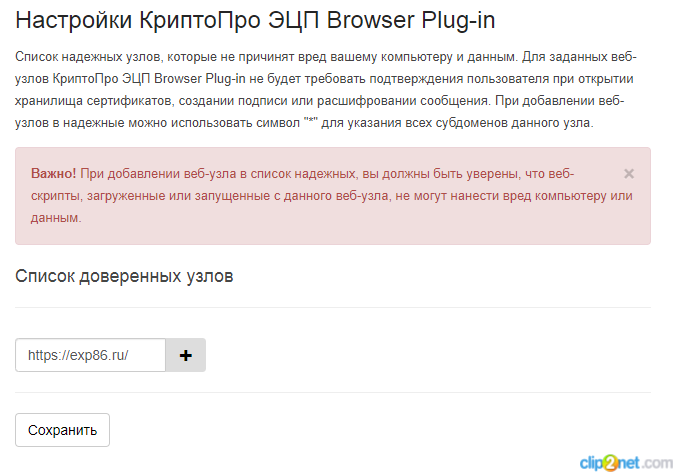 Настройки КриптоПро ЭЦП Browser Plug-in
Список надежных узлов, которые не причинят вред вашему компьютеру и данным. Для заданных веб-
узлов КриптоПро ЭЦП Browser Plug-in не будет требовать подтверждения пользователя при открытии
хранилища сертификатов, создании подписи или расшифровании сообщения. При добавлении веб-
узлов в надежные можно использовать символ "*" для указания всех субдоменов данного узла.
Важно! При добавлении веб-узла в список надежных, вы должны быть уверены, что веб-
скрипты, загруженные или запущенные с данного веб-узла, не могут нанести вред компьютеру или
данным.
×
Список доверенных узлов
https://exp86.ru/ +
Сохранить
clip2net.com